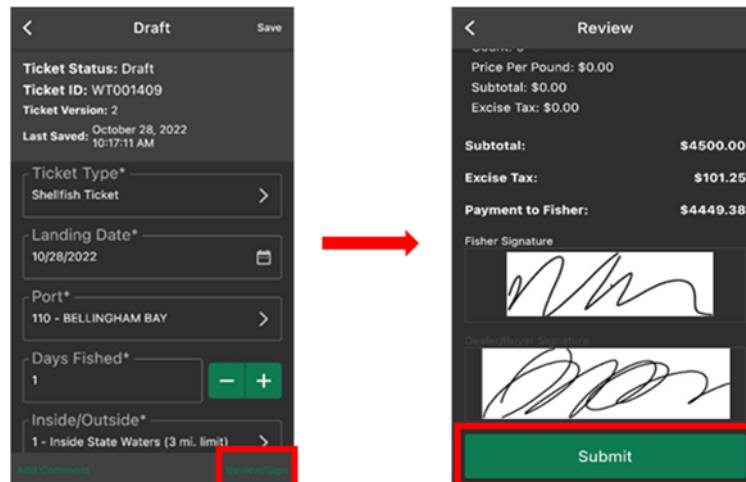 Draft
Save
Ticket Status: Draft
Ticket ID: WT001409
Ticket Version: 2
Last Saved: October 28, 2022
10:17:11 AM
Ticket Type*
Shellfish Ticket
Landing Date*
10/28/2022
Port*
110 - BELLINGHAM BAY
Days Fished*
1
Inside/Outside*
1 - Inside State Waters (3 mi. limit)
Add Comment
Review/Sign
Review
Price Per Pound: $0.00
Subtotal: $0.00
Excise Tax: $0.00
Subtotal: $4500.00
Excise Tax: $101.25
Payment to Fisher: $4449.38
Fisher Signature
Dealer/Buyer Signature
Submit